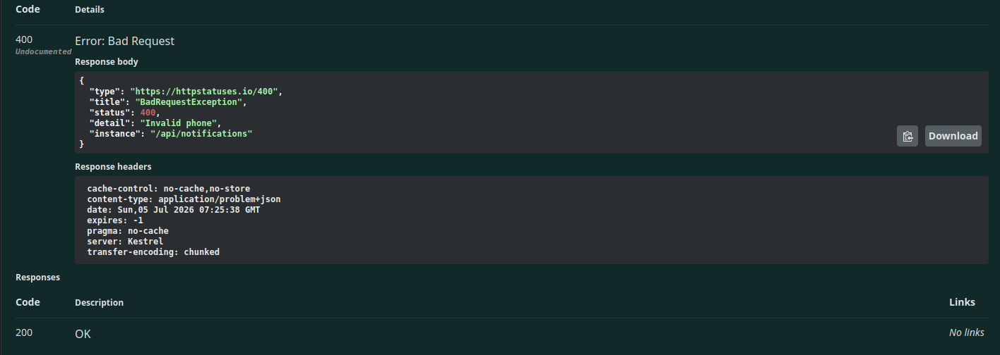 Code Details
400 Error: Bad Request
Undocumented
Response body
{
  "type": "https://httpstatuses.io/400",
  "title": "BadRequestException",
  "status": 400,
  "detail": "Invalid phone",
  "instance": "/api/notifications"
}
Download
Response headers
cache-control: no-cache,no-store
content-type: application/problem+json
date: Sun,05 Jul 2026 07:25:38 GMT
expires: -1
pragma: no-cache
server: Kestrel
transfer-encoding: chunked
Responses
Code Description Links
200 OK No links